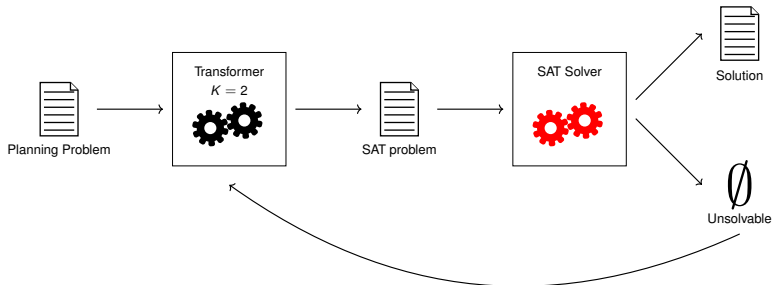 Planning Problem
Transformer
K = 2
SAT problem
SAT Solver
Solution
∅
Unsolvable